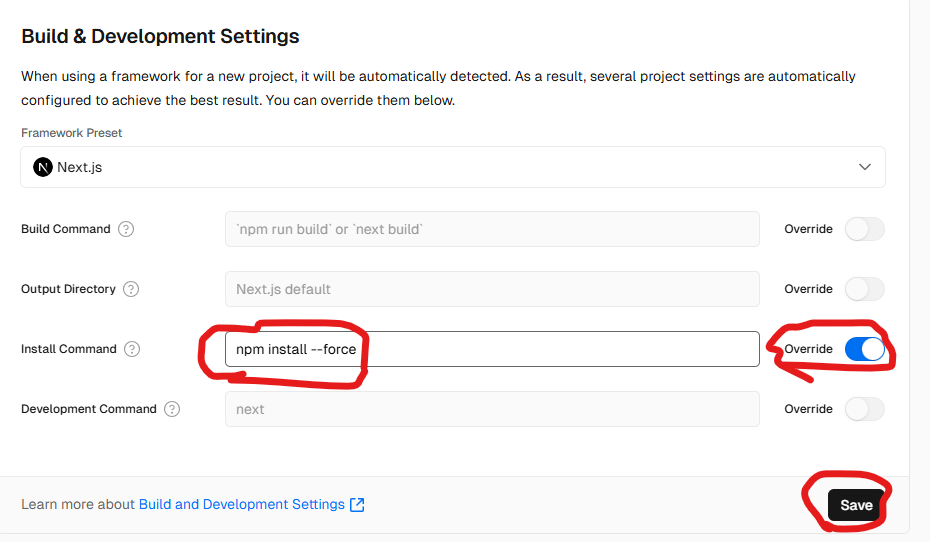 Build & Development Settings
When using a framework for a new project, it will be automatically detected. As a result, several project settings are automatically
configured to achieve the best result. You can override them below.
Framework Preset
N Next.js
Build Command ? `npm run build` or `next build` Override
Output Directory ? Next.js default Override
Install Command ? npm install --force Override
Development Command ? next Override
Learn more about Build and Development Settings Save